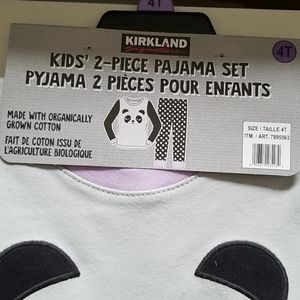 4T
KIRKLAND
Signature
KIDS' 2-PIECE PAJAMA SET
PYJAMA 2 PIÈCES POUR ENFANTS
4T
MADE WITH ORGANICALLY
GROWN COTTON
FAIT DE COTON ISSU DE
L'AGRICULTURE BIOLOGIQUE
SIZE / TAILLE 4T
ITM. / ART. 7895563